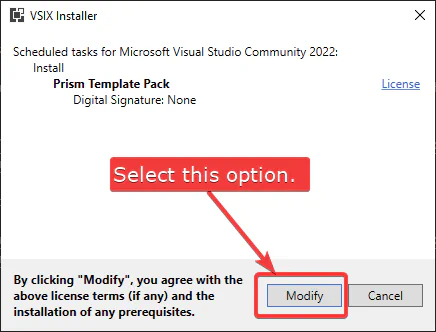 VSIX Installer
Scheduled tasks for Microsoft Visual Studio Community 2022:
Install
Prism Template Pack
License
Digital Signature: None
Select this option.
By clicking "Modify", you agree with the
above license terms (if any) and the
installation of any prerequisites.
Modify
Cancel